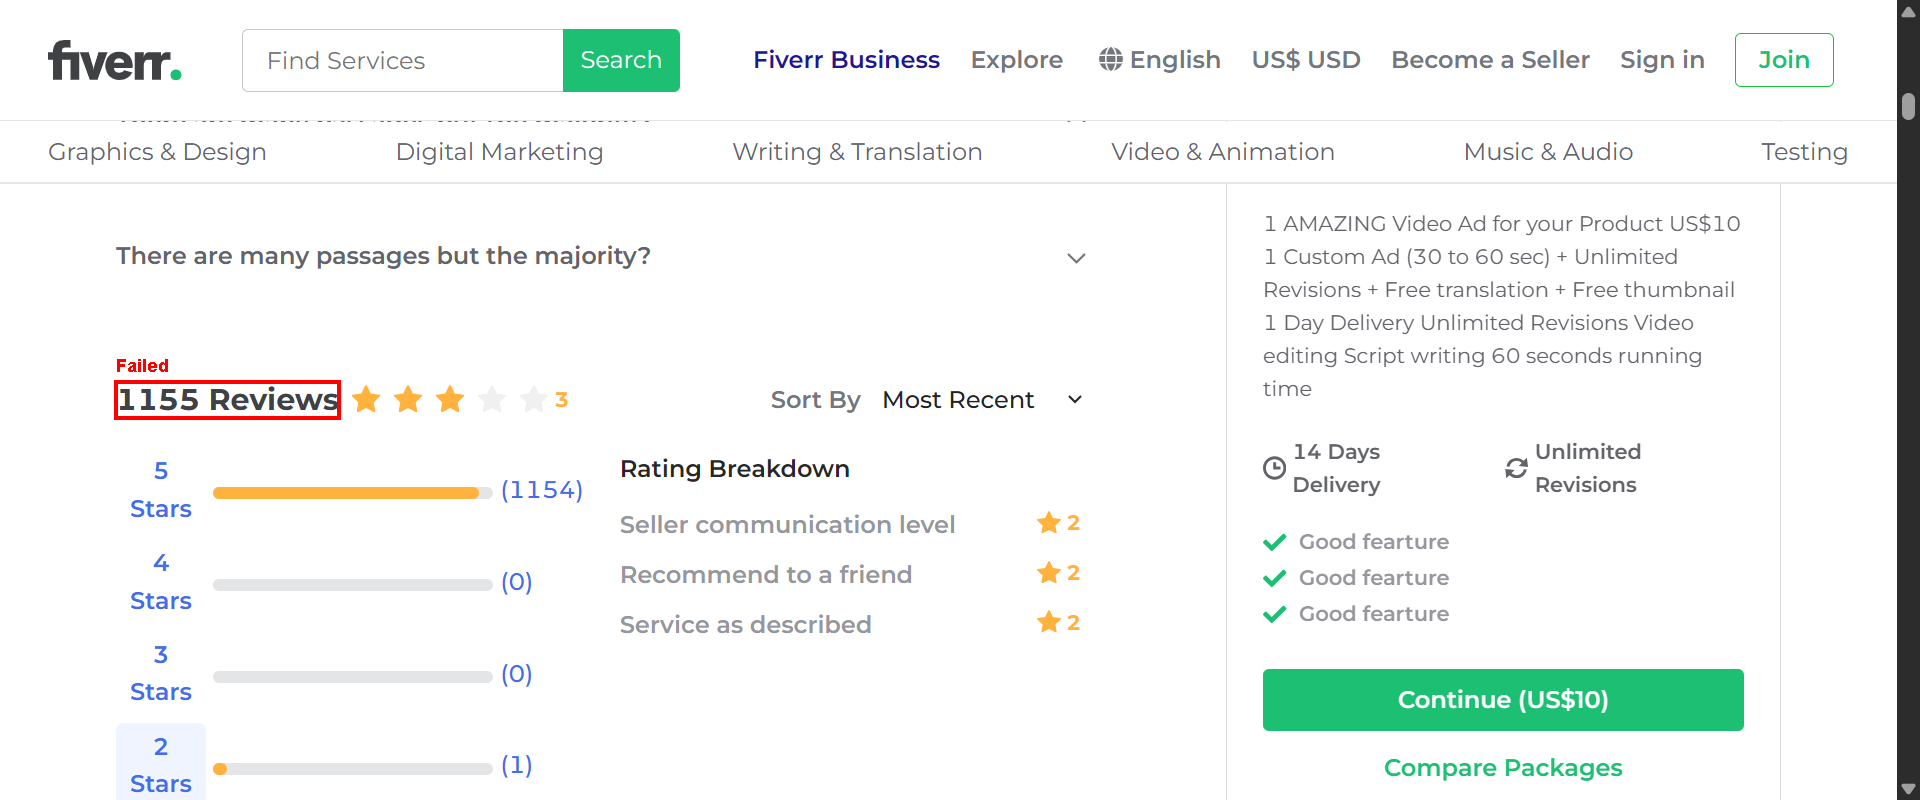 fiverr.
Find Services
Search
Fiverr Business
Explore
English
US$ USD
Become a Seller
Sign in
Join
Graphics & Design
Digital Marketing
Writing & Translation
Video & Animation
Music & Audio
Testing
There are many passages but the majority?
Failed
1155 Reviews
3
Sort By
Most Recent
5
Stars
(1154)
4
Stars
(0)
3
Stars
(0)
2
Stars
(1)
Rating Breakdown
Seller communication level
2
Recommend to a friend
2
Service as described
2
1 AMAZING Video Ad for your Product US$10
1 Custom Ad (30 to 60 sec) + Unlimited
Revisions + Free translation + Free thumbnail
1 Day Delivery Unlimited Revisions Video
editing Script writing 60 seconds running
time
14 Days
Delivery
Unlimited
Revisions
Good fearture
Good fearture
Good fearture
Continue (US$10)
Compare Packages